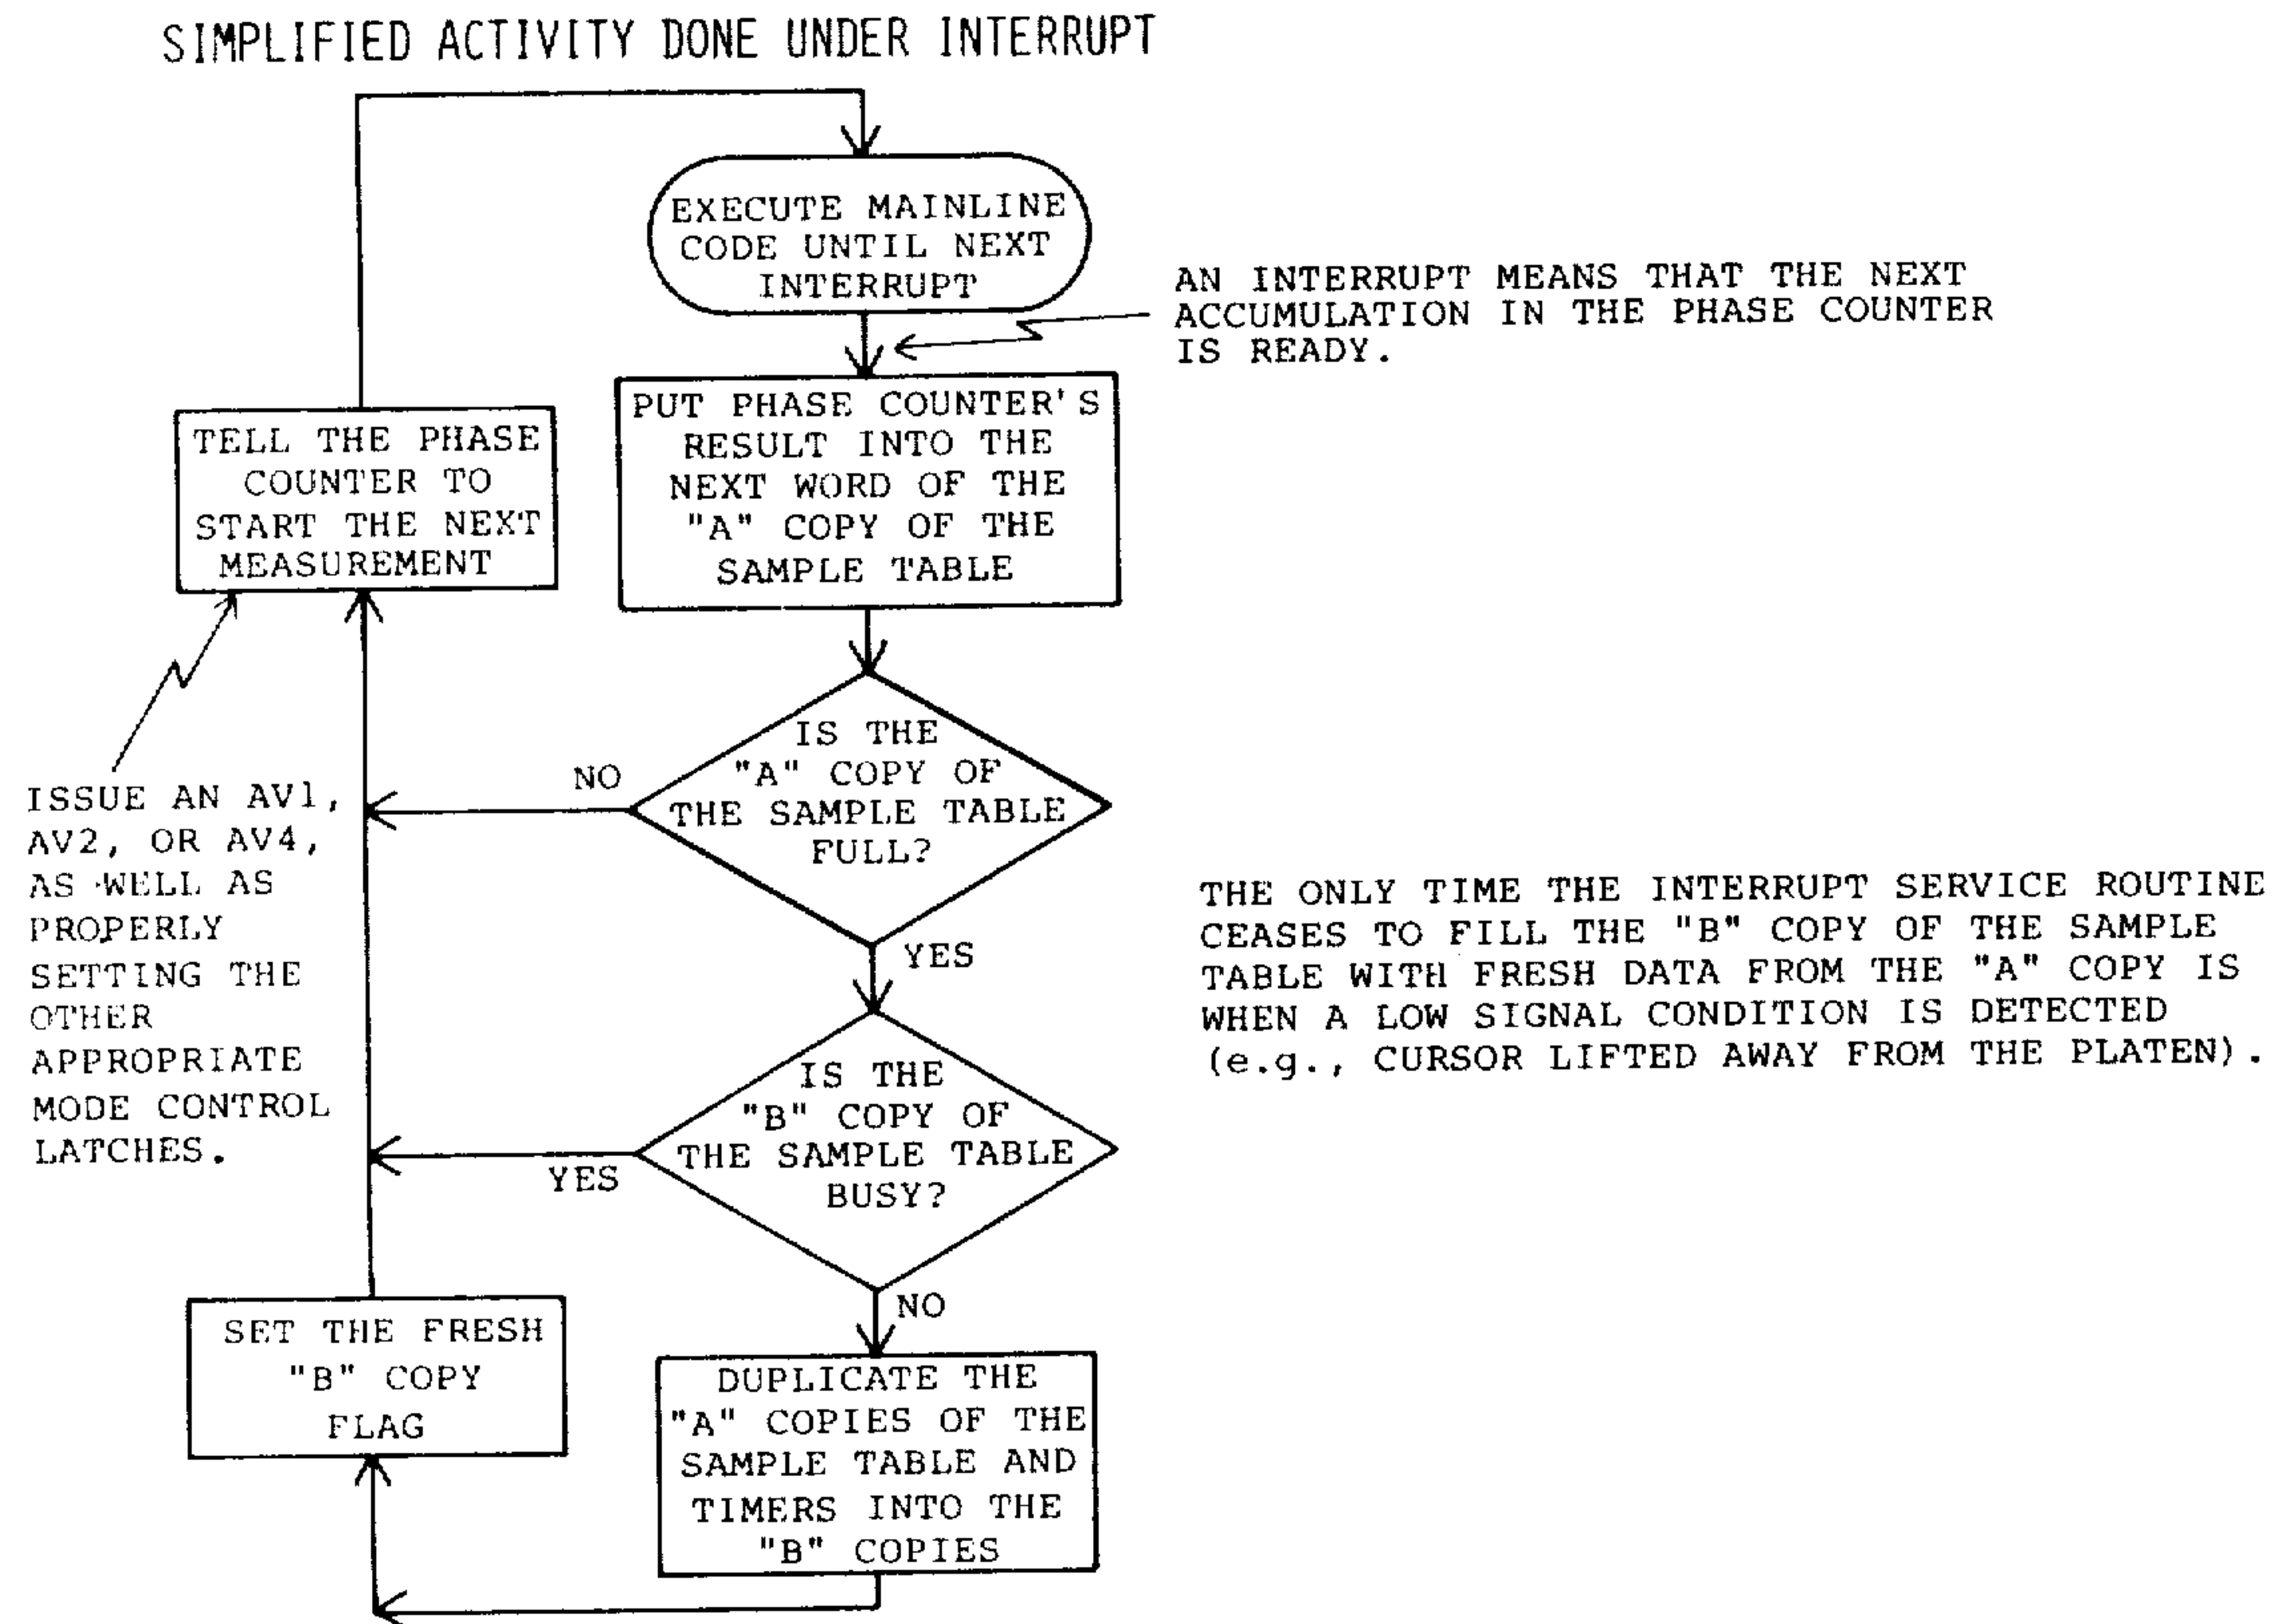 SIMPLIFIED ACTIVITY DONE UNDER INTERRUPT
EXECUTE MAINLINE
CODE UNTIL NEXT
INTERRUPT
AN INTERRUPT MEANS THAT THE NEXT
ACCUMULATION IN THE PHASE COUNTER
IS READY.
PUT PHASE COUNTER'S
RESULT INTO THE
NEXT WORD OF THE
"A" COPY OF THE
SAMPLE TABLE
TELL THE PHASE
COUNTER TO
START THE NEXT
MEASUREMENT
ISSUE AN AV1,
AV2, OR AV4,
AS WELL AS
PROPERLY
SETTING THE
OTHER
APPROPRIATE
MODE CONTROL
LATCHES.
IS THE
"A" COPY OF
THE SAMPLE TABLE
FULL?
NO
YES
THE ONLY TIME THE INTERRUPT SERVICE ROUTINE
CEASES TO FILL THE "B" COPY OF THE SAMPLE
TABLE WITH FRESH DATA FROM THE "A" COPY IS
WHEN A LOW SIGNAL CONDITION IS DETECTED
(e.g., CURSOR LIFTED AWAY FROM THE PLATEN).
IS THE
"B" COPY OF
THE SAMPLE TABLE
BUSY?
YES
NO
DUPLICATE THE
"A" COPIES OF THE
SAMPLE TABLE AND
TIMERS INTO THE
"B" COPIES
SET THE FRESH
"B" COPY
FLAG